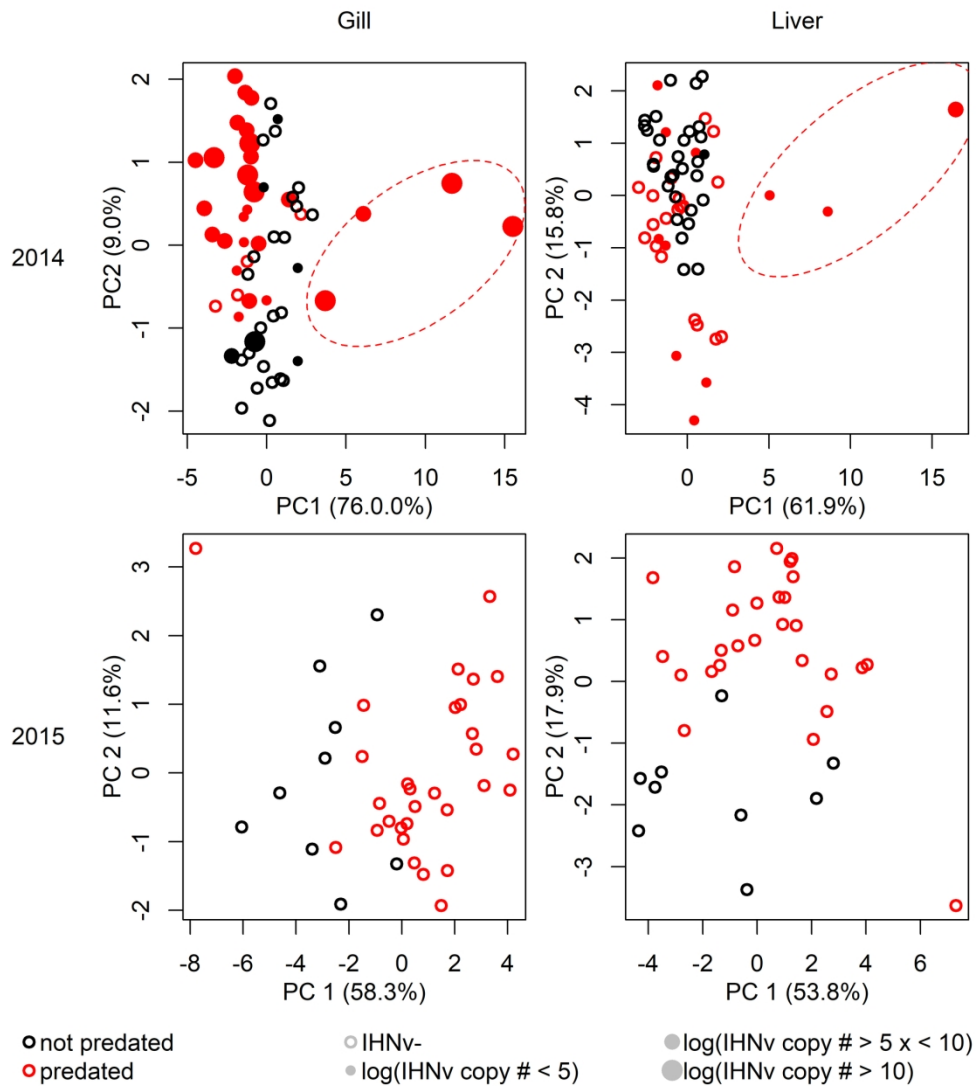 Gill Liver
2014
PC2 (9.0%)
2
1
0
-1
-2
-5 0 5 10 15
PC1 (76.0.0%)
PC 2 (15.8%)
2
1
0
-1
-2
-3
-4
0 5 10 15
PC1 (61.9%)
2015
PC 2 (11.6%)
3
2
1
0
-1
-2
-8 -6 -4 -2 0 2 4
PC 1 (58.3%)
PC 2 (17.9%)
2
1
0
-1
-2
-3
-4 -2 0 2 4 6
PC 1 (53.8%)
not predated IHNv- log(IHNv copy # > 5 x < 10)
predated log(IHNv copy # < 5) log(IHNv copy # > 10)